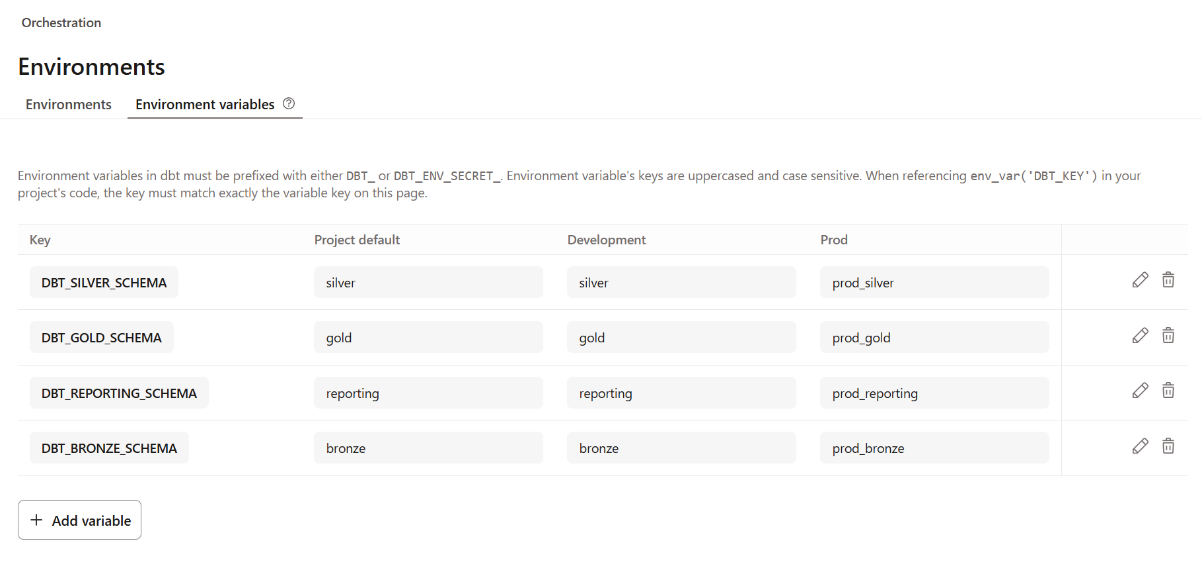 Orchestration
Environments
Environments Environment variables
Environment variables in dbt must be prefixed with either DBT_ or DBT_ENV_SECRET_. Environment variable's keys are uppercased and case sensitive. When referencing env_var('DBT_KEY') in your
project's code, the key must match exactly the variable key on this page.
Key Project default Development Prod
DBT_SILVER_SCHEMA silver silver prod_silver
DBT_GOLD_SCHEMA gold gold prod_gold
DBT_REPORTING_SCHEMA reporting reporting prod_reporting
DBT_BRONZE_SCHEMA bronze bronze prod_bronze
+ Add variable